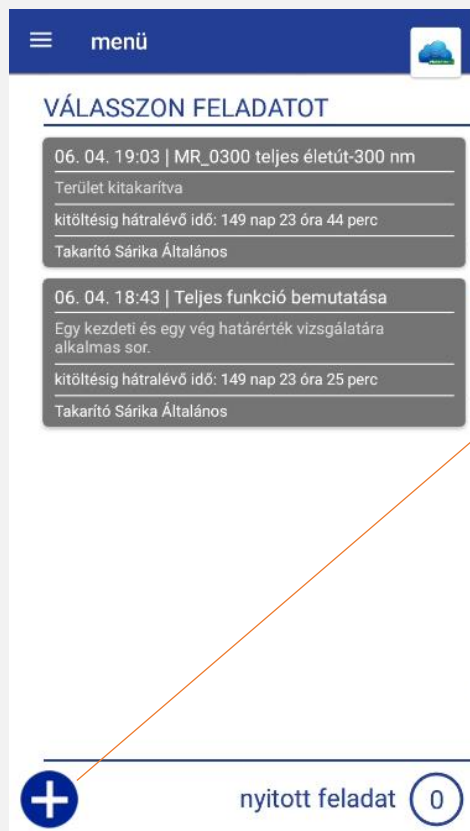 menü
VÁLASSZON FELADATOT
06. 04. 19:03 | MR_0300 teljes életút-300 nm
Terület kitakarítva
kitöltésig hátralévő idő: 149 nap 23 óra 44 perc
Takarító Sárika Általános
06. 04. 18:43 | Teljes funkció bemutatása
Egy kezdeti és egy vég határérték vizsgálatára
alkalmas sor.
kitöltésig hátralévő idő: 149 nap 23 óra 25 perc
Takarító Sárika Általános
nyitott feladat 0